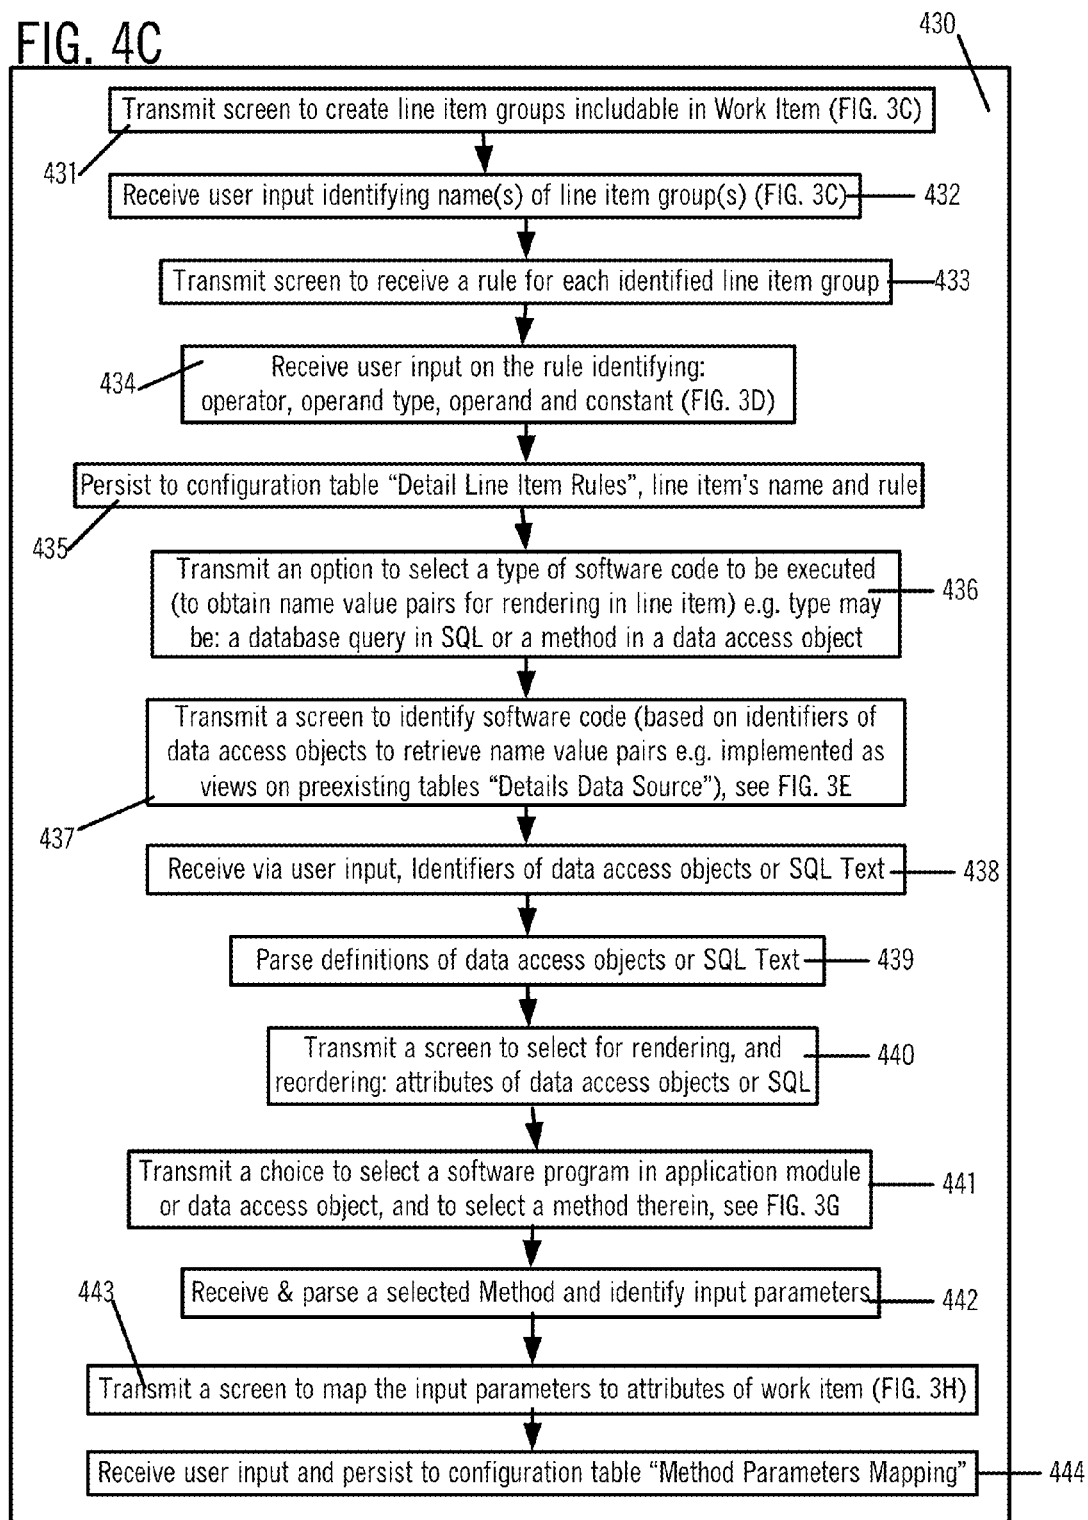 FIG. 4C
430
Transmit screen to create line item groups includable in Work Item (FIG. 3C)
431
Receive user input identifying name(s) of line item group(s) (FIG. 3C)
432
Transmit screen to receive a rule for each identified line item group
433
434
Receive user input on the rule identifying:
operator, operand type, operand and constant (FIG. 3D)
Persist to configuration table “Detail Line Item Rules”, line item’s name and rule
435
Transmit an option to select a type of software code to be executed
(to obtain name value pairs for rendering in line item) e.g. type may
be: a database query in SQL or a method in a data access object
436
Transmit a screen to identify software code (based on identifiers of
data access objects to retrieve name value pairs e.g. implemented as
views on preexisting tables “Details Data Source”), see FIG. 3E
437
Receive via user input, Identifiers of data access objects or SQL Text
438
Parse definitions of data access objects or SQL Text
439
Transmit a screen to select for rendering, and
reordering: attributes of data access objects or SQL
440
Transmit a choice to select a software program in application module
or data access object, and to select a method therein, see FIG. 3G
441
Receive & parse a selected Method and identify input parameters
442
443
Transmit a screen to map the input parameters to attributes of work item (FIG. 3H)
Receive user input and persist to configuration table “Method Parameters Mapping”
444